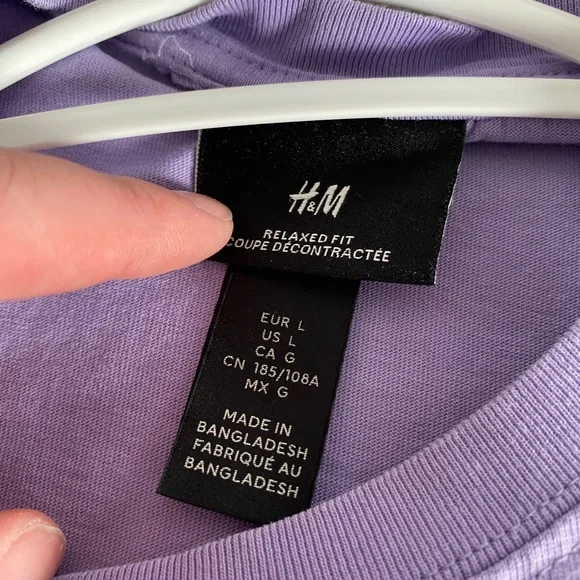 H&M
RELAXED FIT
COUPE DÉCONTRACTÉE
EUR L
US L
CA G
CN 185/108A
MX G
MADE IN
BANGLADESH
FABRIQUÉ AU
BANGLADESH